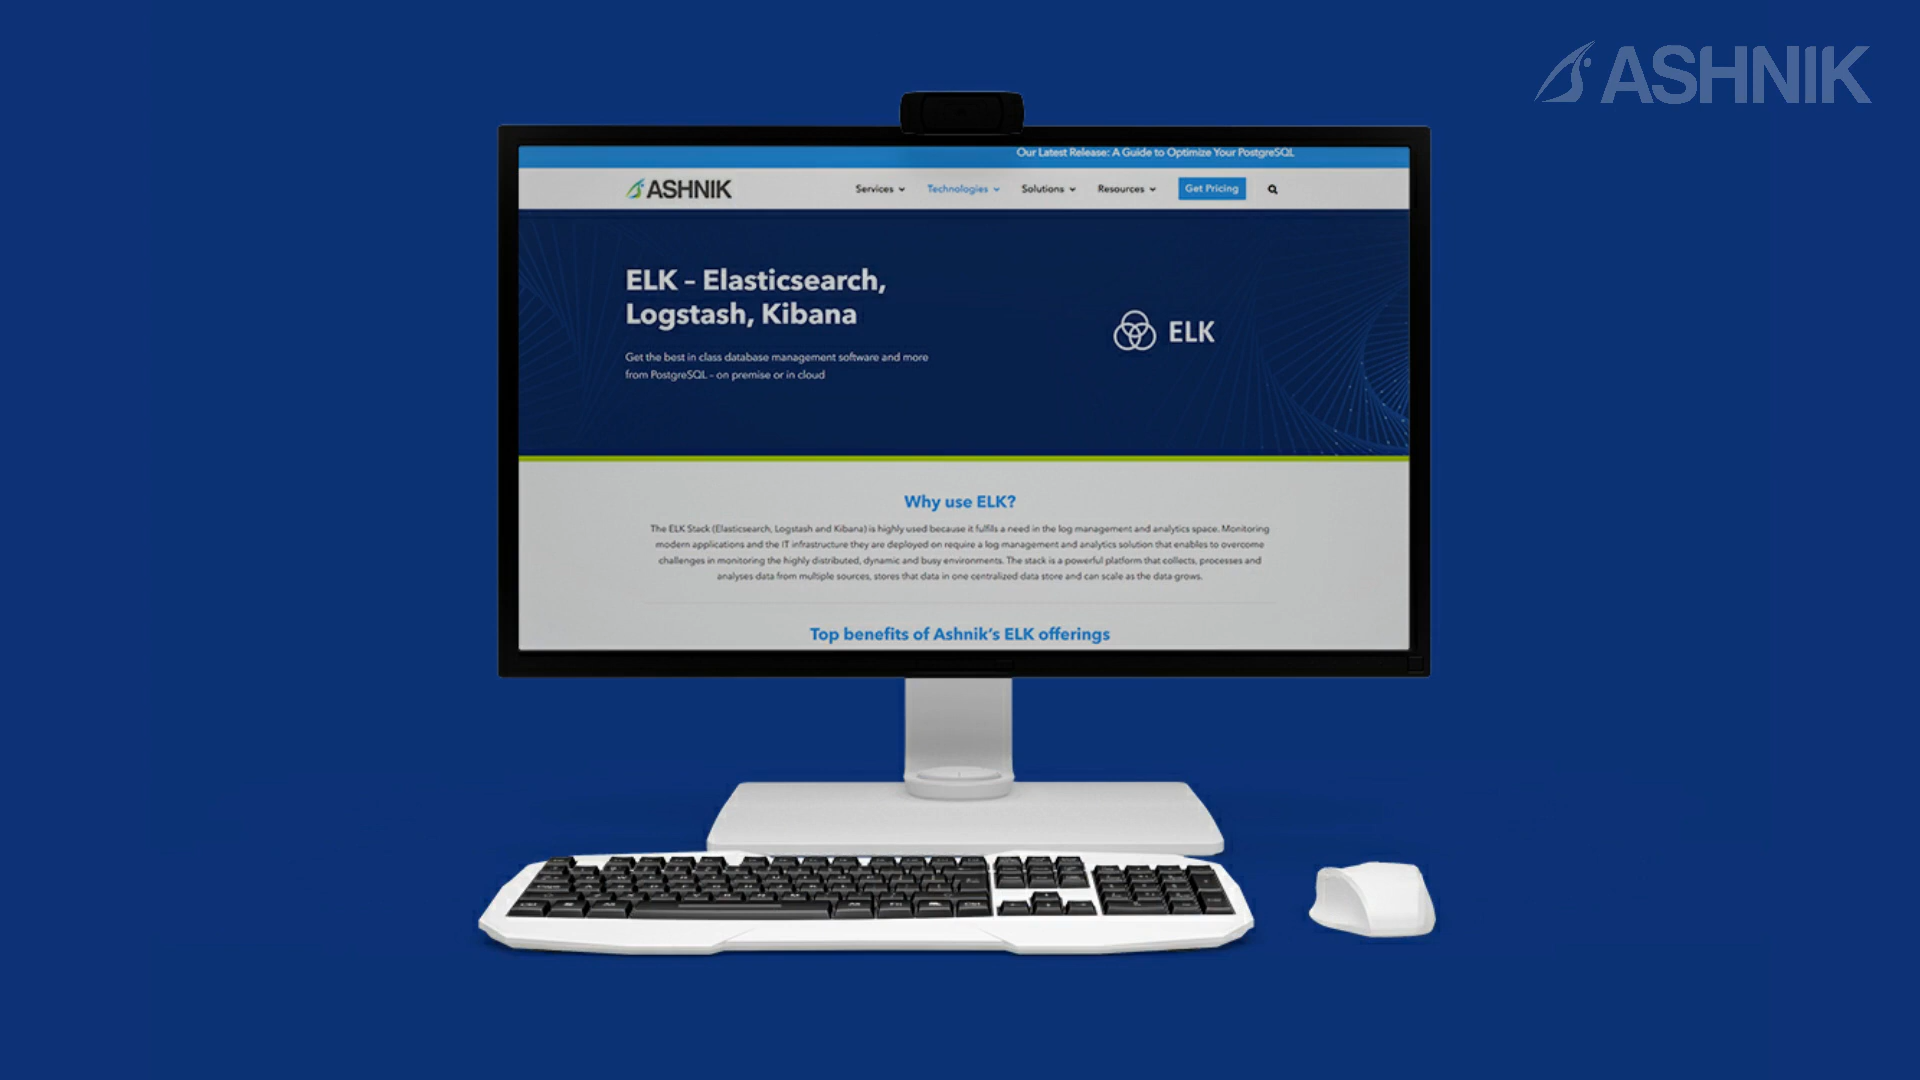 ASHNIK
Our Latest Release: A Guide to Optimize Your PostgreSQL
ASHNIK
Services
Technologies
Solutions
Resources
Get Pricing
ELK – Elasticsearch,
Logstash, Kibana
Get the best in class database management software and more
from PostgreSQL – on premise or in cloud
ELK
Why use ELK?
The ELK Stack (Elasticsearch, Logstash and Kibana) is highly used because it fulfills a need in the log management and analytics space. Monitoring
modern applications and the IT infrastructure they are deployed on require a log management and analytics solution that enables to overcome
challenges in monitoring the highly distributed, dynamic and busy environments. The stack is a powerful platform that collects, processes and
analyses data from multiple sources, stores that data in one centralized data store and can scale as the data grows.
Top benefits of Ashnik's ELK offerings